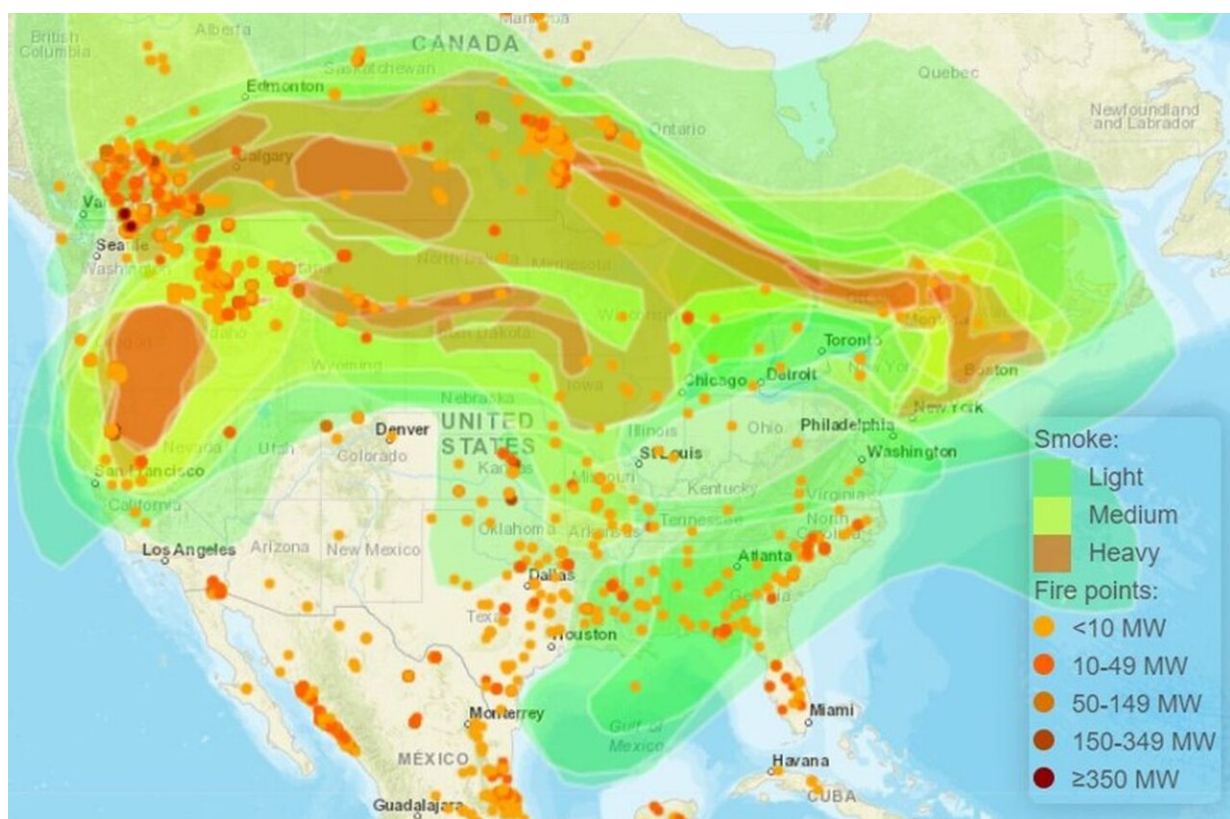 Manitoba
British
Columbia
Alberta
CANADA
Saskatchewan
Quebec
Edmonton
Newfoundland
and Labrador
Ontario
Calgary
Seattle
Washington
North Dakota
Minnesota
Wisconsin
South Dakota
Idaho
Toronto
New York
Wyoming
Boston
Detroit
Chicago
Iowa
Nebraska
New York
UNITED
STATES
Denver
Philadelphia
Illinois
Ohio
Nevada
Utah
Colorado
St Louis
Washington
San Francisco
Kansas
Missouri
Kentucky
Virginia
California
Oklahoma
Arkansas
Tennessee
North
Carolina
Los Angeles
Arizona
New Mexico
Atlanta
Dallas
Georgia
Texas
Houston
Monterrey
Miami
Gulf of
Mexico
MÉXICO
Havana
CUBA
Guadalajara
Smoke:
Light
Medium
Heavy
Fire points:
<10 MW
10-49 MW
50-149 MW
150-349 MW
≥350 MW